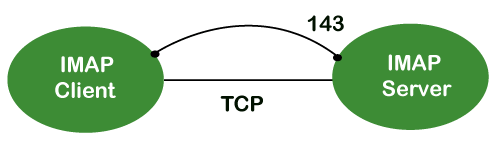 143
IMAP
Client
TCP
IMAP
Server